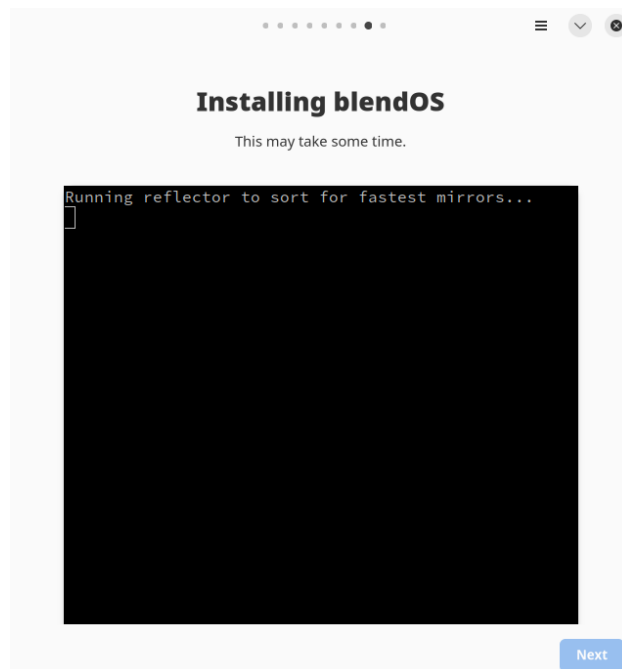 Installing blendOS
This may take some time.
Running reflector to sort for fastest mirrors...
Next